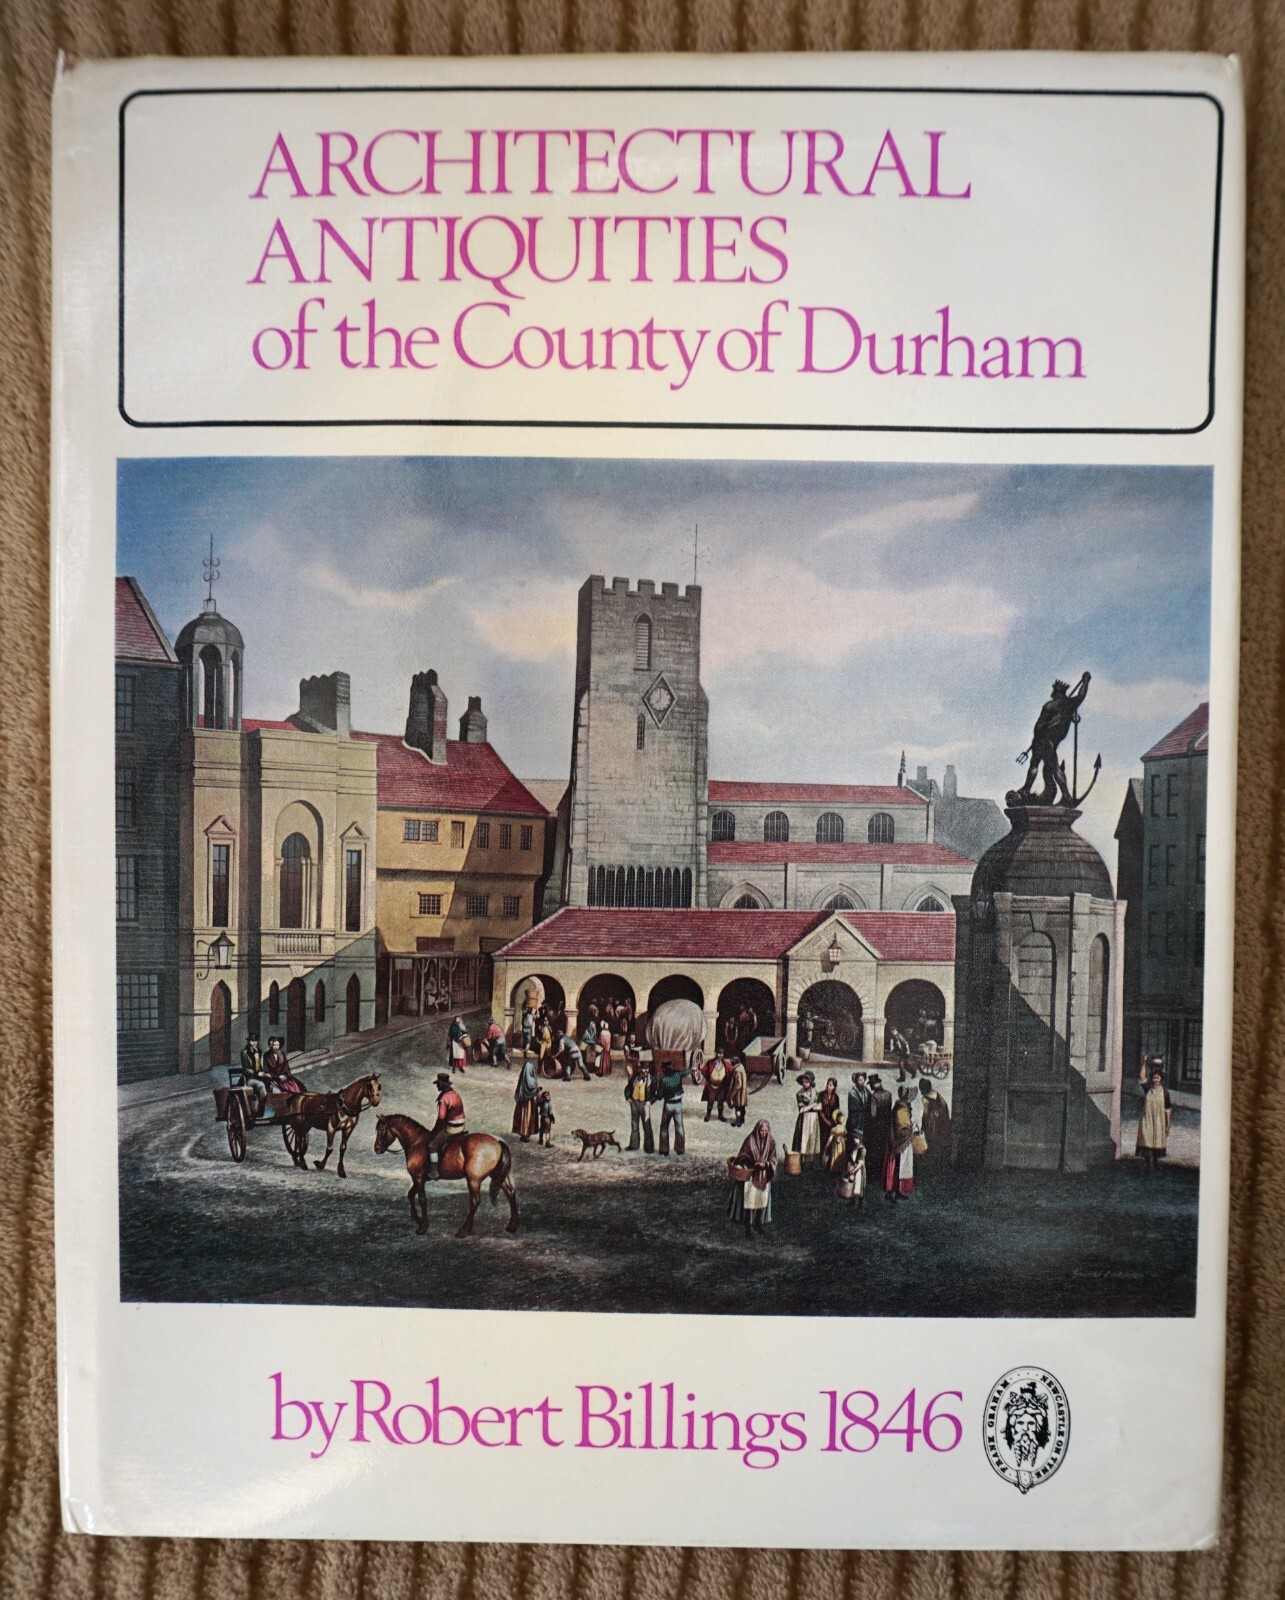 ARCHITECTURAL
ANTIQUITIES
of the County of Durham
by Robert Billings 1846
FRANK GRAHAM
NEWCASTLE ON TYNE